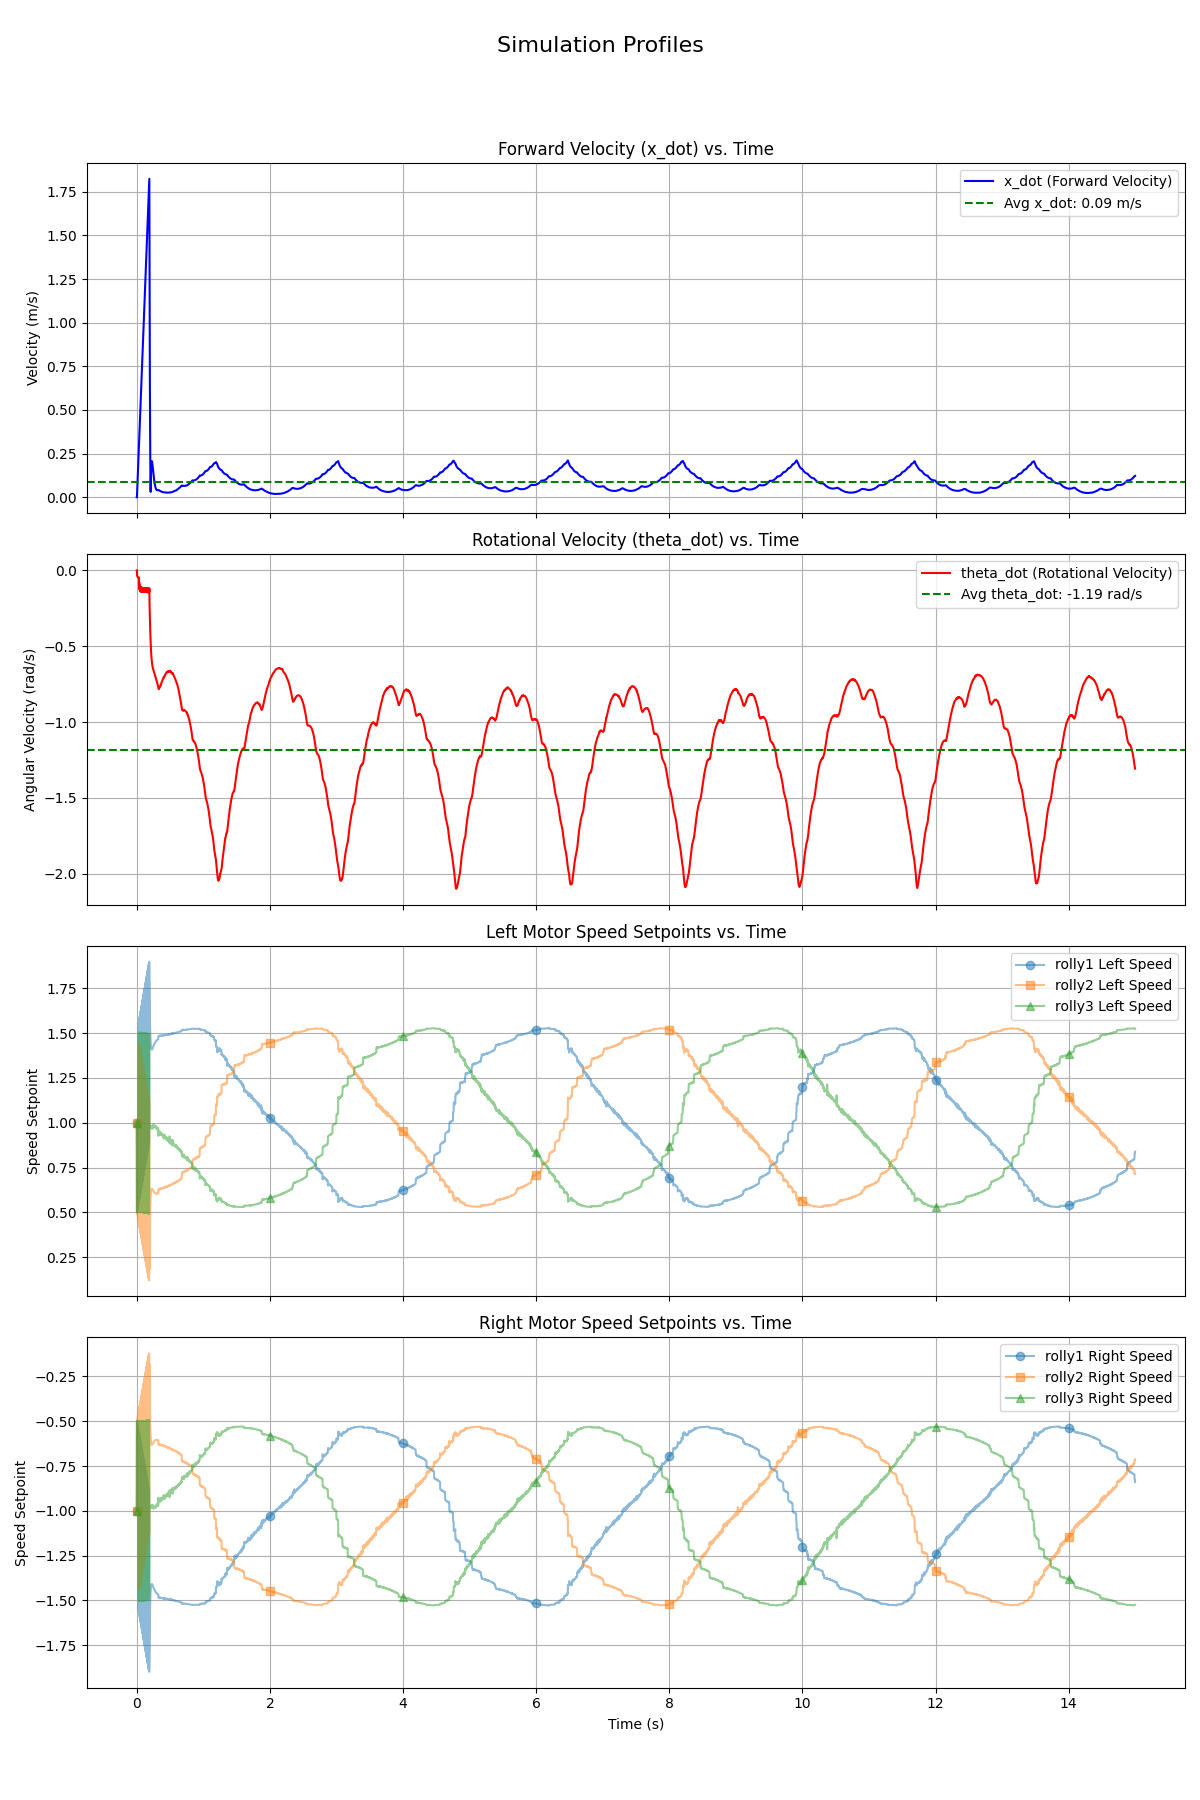 Simulation Profiles
Forward Velocity (x_dot) vs. Time
Velocity (m/s)
1.75
1.50
1.25
1.00
0.75
0.50
0.25
0.00
x_dot (Forward Velocity)
Avg x_dot: 0.09 m/s
Rotational Velocity (theta_dot) vs. Time
Angular Velocity (rad/s)
0.0
−0.5
−1.0
−1.5
−2.0
theta_dot (Rotational Velocity)
Avg theta_dot: -1.19 rad/s
Left Motor Speed Setpoints vs. Time
Speed Setpoint
1.75
1.50
1.25
1.00
0.75
0.50
0.25
rolly1 Left Speed
rolly2 Left Speed
rolly3 Left Speed
Right Motor Speed Setpoints vs. Time
Speed Setpoint
−0.25
−0.50
−0.75
−1.00
−1.25
−1.50
−1.75
rolly1 Right Speed
rolly2 Right Speed
rolly3 Right Speed
0 2 4 6 8 10 12 14
Time (s)